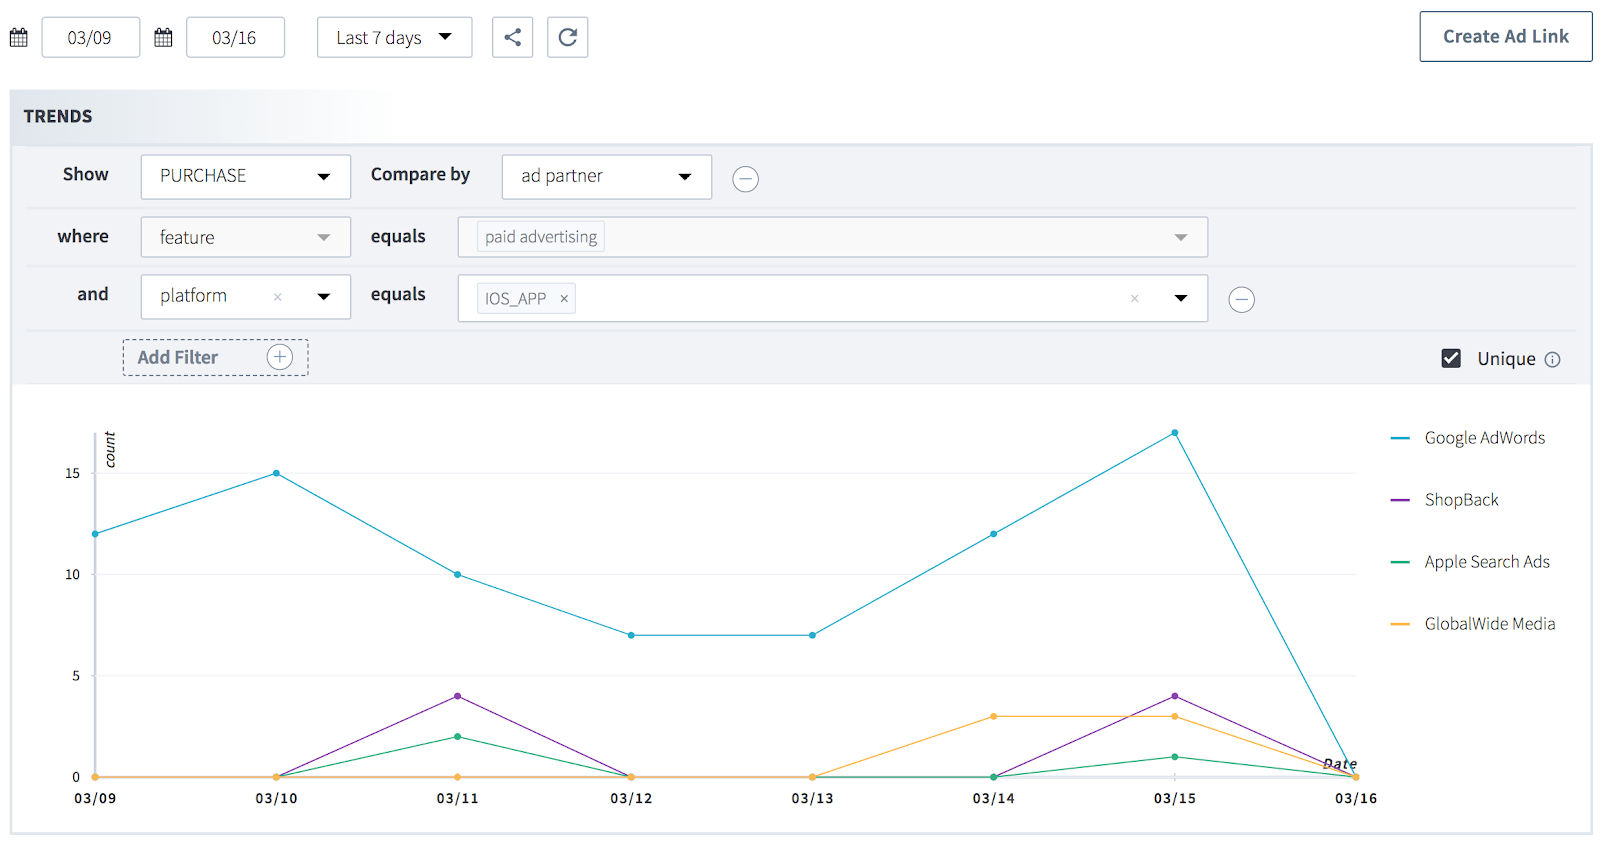 03/09 03/16 Last 7 days Create Ad Link
TRENDS
Show PURCHASE Compare by ad partner
where feature equals paid advertising
and platform × equals IOS_APP × ×
Add Filter Unique
count
15
10
5
0
Google AdWords
ShopBack
Apple Search Ads
GlobalWide Media
Date
03/09 03/10 03/11 03/12 03/13 03/14 03/15 03/16